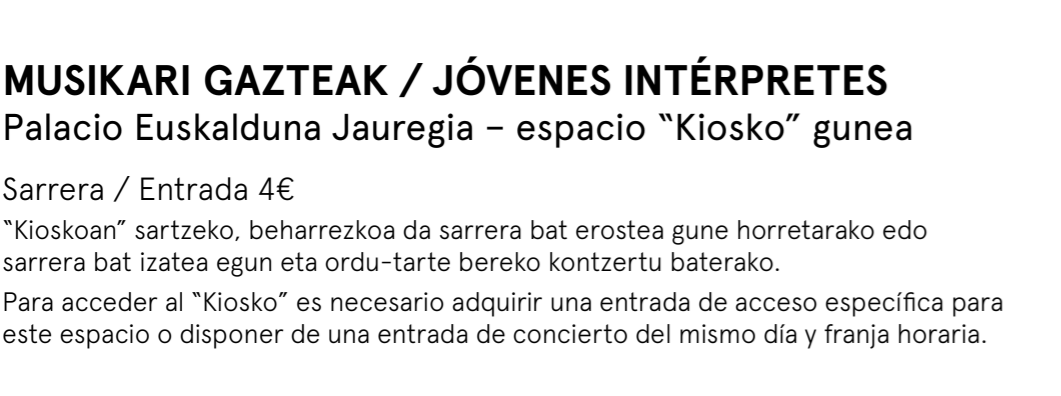 MUSIKARI GAZTEAK / JÓVENES INTÉRPRETES
Palacio Euskalduna Jauregia – espacio “Kiosko” gunea
Sarrera / Entrada 4€
“Kioskoan” sartzeko, beharrezkoa da sarrera bat erostea gune horretarako edo
sarrera bat izatea egun eta ordu-tarte bereko kontzertu baterako.
Para acceder al “Kiosko” es necesario adquirir una entrada de acceso específica para
este espacio o disponer de una entrada de concierto del mismo día y franja horaria.